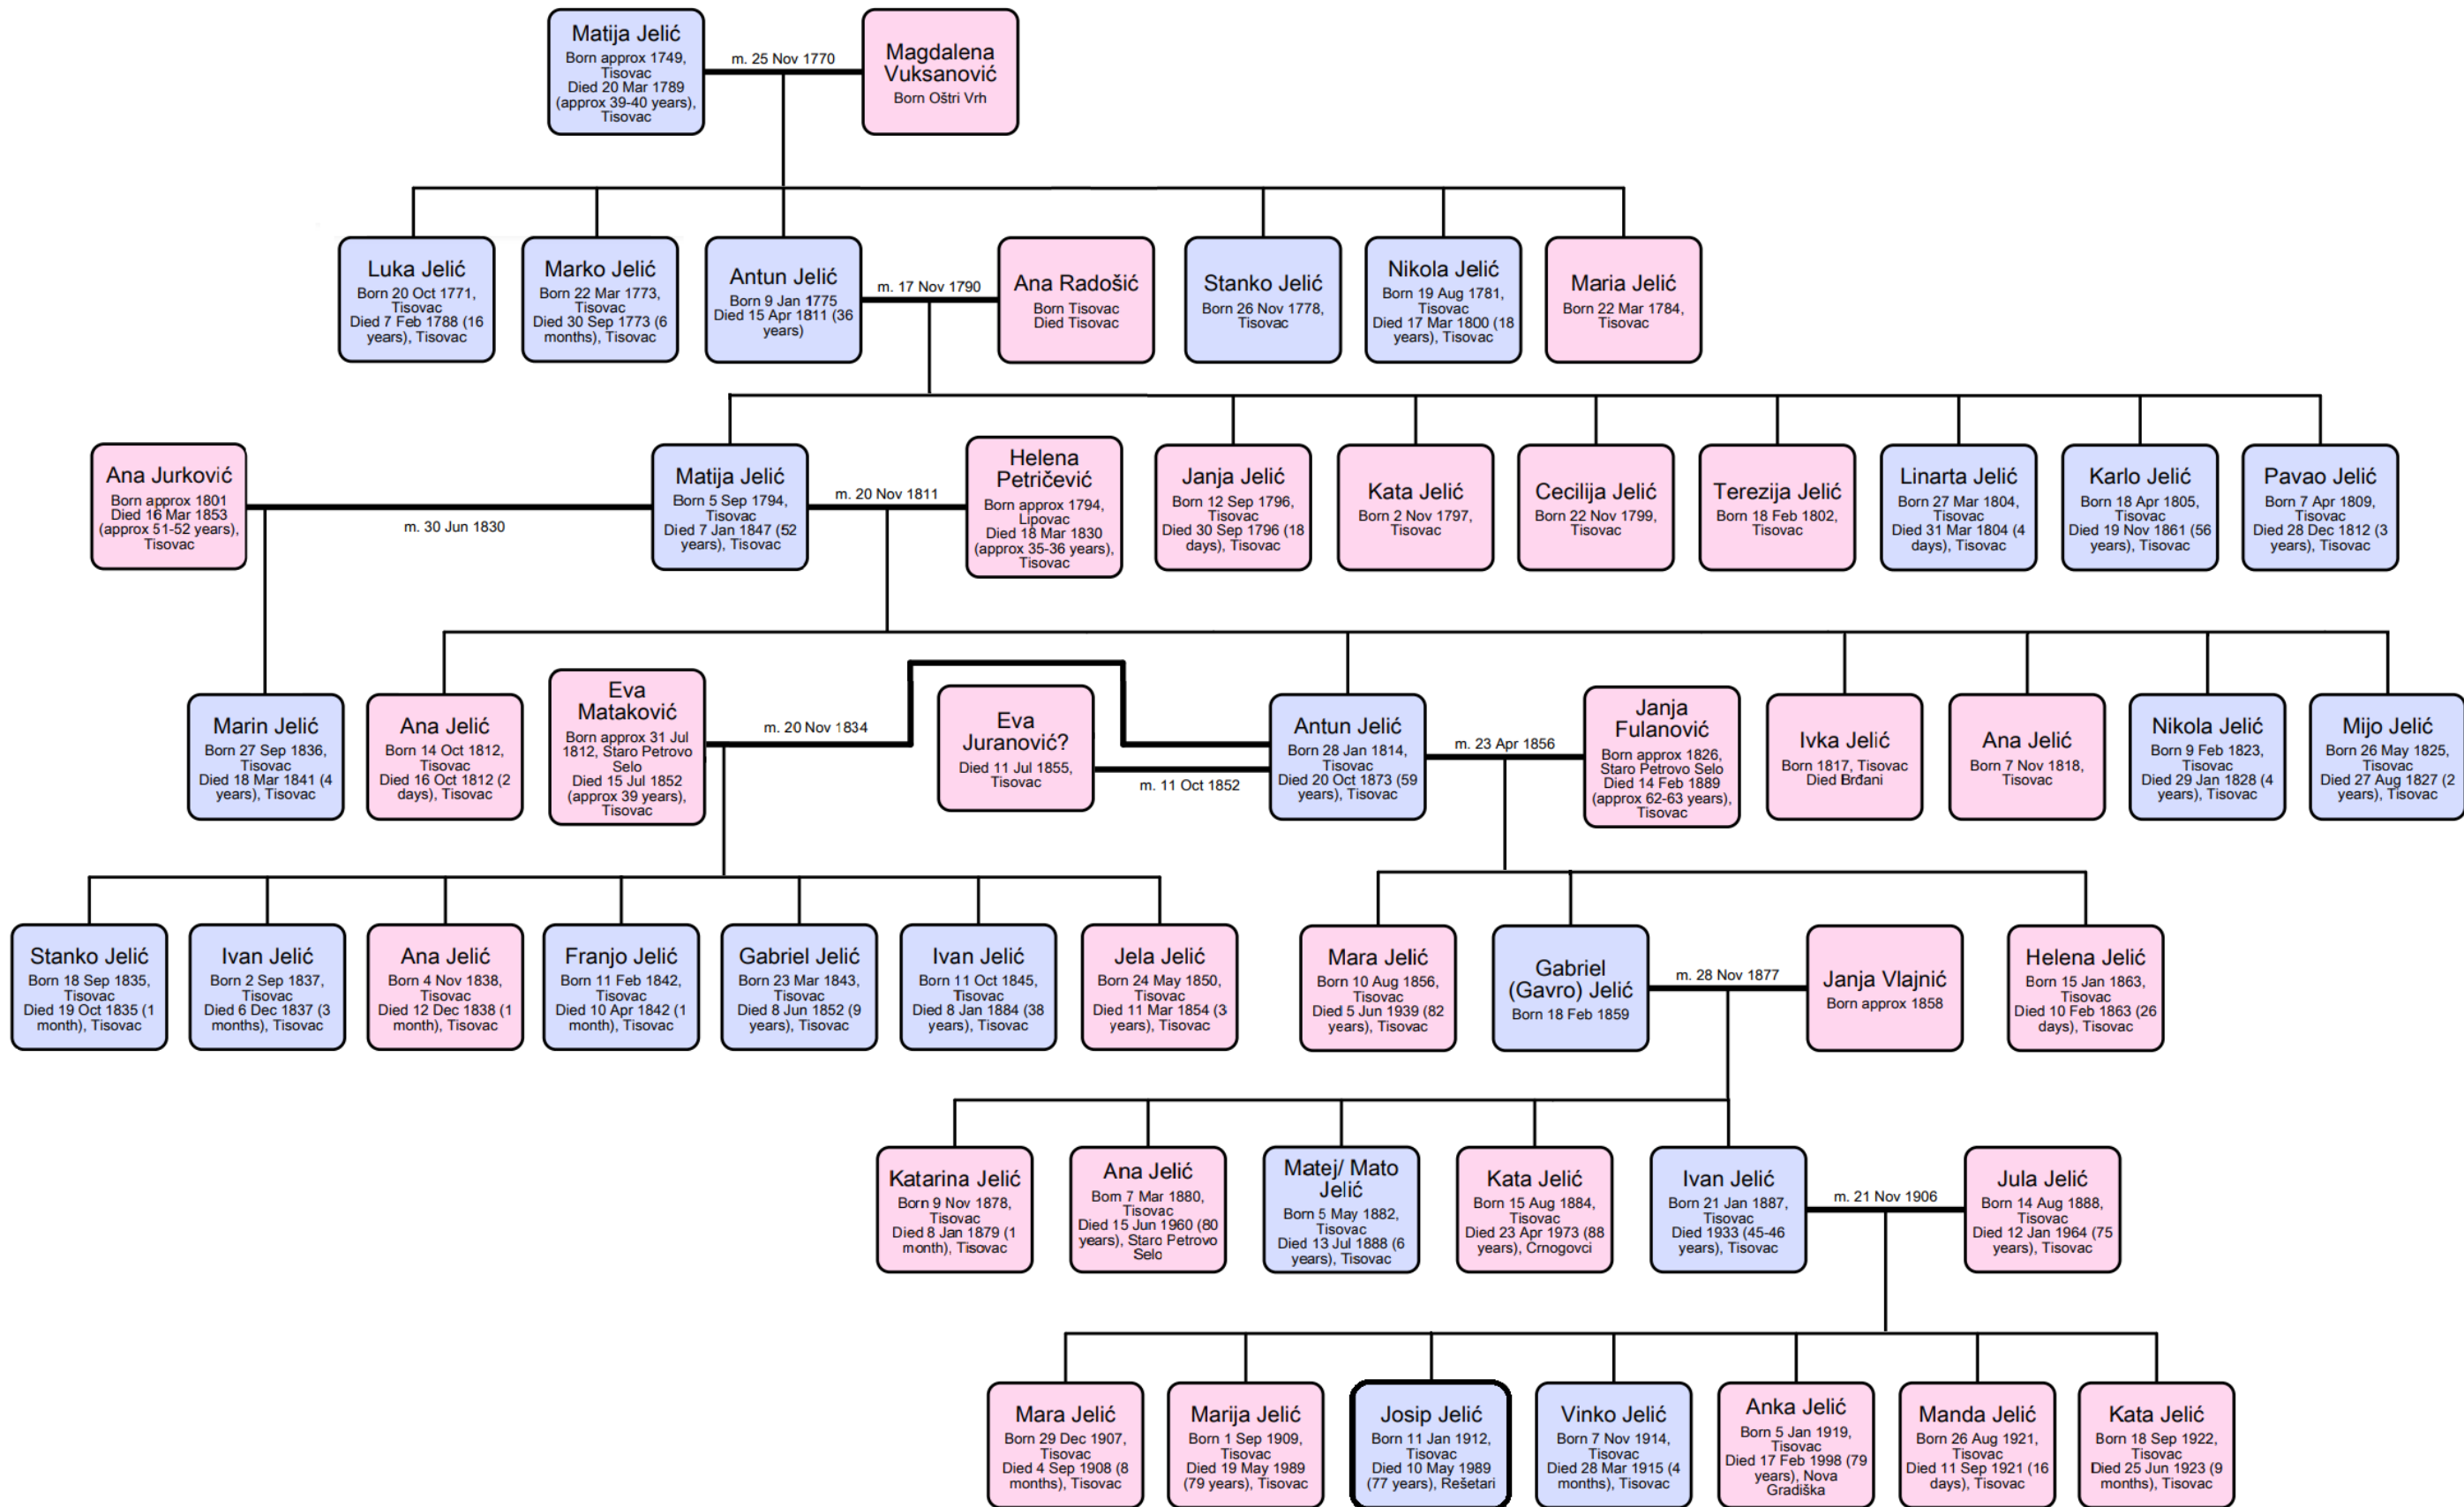 Matija Jelić
Born approx 1749,
Tisovac
Died 20 Mar 1789
(approx 39-40 years),
Tisovac
m. 25 Nov 1770
Magdalena
Vuksanović
Born Oštri Vrh
Luka Jelić
Born 20 Oct 1771,
Tisovac
Died 7 Feb 1788 (16
years), Tisovac
Marko Jelić
Born 22 Mar 1773,
Tisovac
Died 30 Sep 1773 (6
months), Tisovac
Antun Jelić
Born 9 Jan 1775
Died 15 Apr 1811 (36
years)
m. 17 Nov 1790
Ana Radošić
Born Tisovac
Died Tisovac
Stanko Jelić
Born 26 Nov 1778,
Tisovac
Nikola Jelić
Born 19 Aug 1781,
Tisovac
Died 17 Mar 1800 (18
years), Tisovac
Maria Jelić
Born 22 Mar 1784,
Tisovac
Ana Jurković
Born approx 1801
Died 16 Mar 1853
(approx 51-52 years),
Tisovac
m. 30 Jun 1830
Matija Jelić
Born 5 Sep 1794,
Tisovac
Died 7 Jan 1847 (52
years), Tisovac
m. 20 Nov 1811
Helena
Petričević
Born approx 1794,
Lipovac
Died 18 Mar 1830
(approx 35-36 years),
Tisovac
Janja Jelić
Born 12 Sep 1796,
Tisovac
Died 30 Sep 1796 (18
days), Tisovac
Kata Jelić
Born 2 Nov 1797,
Tisovac
Cecilija Jelić
Born 22 Nov 1799,
Tisovac
Terezija Jelić
Born 18 Feb 1802,
Tisovac
Linarta Jelić
Born 27 Mar 1804,
Tisovac
Died 31 Mar 1804 (4
days), Tisovac
Karlo Jelić
Born 18 Apr 1805,
Tisovac
Died 19 Nov 1861 (56
years), Tisovac
Pavao Jelić
Born 7 Apr 1809,
Tisovac
Died 28 Dec 1812 (3
years), Tisovac
Marin Jelić
Born 27 Sep 1836,
Tisovac
Died 18 Mar 1841 (4
years), Tisovac
Ana Jelić
Born 14 Oct 1812,
Tisovac
Died 16 Oct 1812 (2
days), Tisovac
Eva
Mataković
Born approx 31 Jul
1812, Staro Petrovo
Selo
Died 15 Jul 1852
(approx 39 years),
Tisovac
m. 20 Nov 1834
Eva
Juranović?
Died 11 Jul 1855,
Tisovac
m. 11 Oct 1852
Antun Jelić
Born 28 Jan 1814,
Tisovac
Died 20 Oct 1873 (59
years), Tisovac
m. 23 Apr 1856
Janja
Fulanović
Born approx 1826,
Staro Petrovo Selo
Died 14 Feb 1889
(approx 62-63 years),
Tisovac
Ivka Jelić
Born 1817, Tisovac
Died Brđani
Ana Jelić
Born 7 Nov 1818,
Tisovac
Nikola Jelić
Born 9 Feb 1823,
Tisovac
Died 29 Jan 1828 (4
years), Tisovac
Mijo Jelić
Born 26 May 1825,
Tisovac
Died 27 Aug 1827 (2
years), Tisovac
Stanko Jelić
Born 18 Sep 1835,
Tisovac
Died 19 Oct 1835 (1
month), Tisovac
Ivan Jelić
Born 2 Sep 1837,
Tisovac
Died 6 Dec 1837 (3
months), Tisovac
Ana Jelić
Born 4 Nov 1838,
Tisovac
Died 12 Dec 1838 (1
month), Tisovac
Franjo Jelić
Born 11 Feb 1842,
Tisovac
Died 10 Apr 1842 (1
month), Tisovac
Gabriel Jelić
Born 23 Mar 1843,
Tisovac
Died 8 Jun 1852 (9
years), Tisovac
Ivan Jelić
Born 11 Oct 1845,
Tisovac
Died 8 Jan 1884 (38
years), Tisovac
Jela Jelić
Born 24 May 1850,
Tisovac
Died 11 Mar 1854 (3
years), Tisovac
Mara Jelić
Born 10 Aug 1856,
Tisovac
Died 5 Jun 1939 (82
years), Tisovac
Gabriel
(Gavro) Jelić
Born 18 Feb 1859
m. 28 Nov 1877
Janja Vlajnić
Born approx 1858
Helena Jelić
Born 15 Jan 1863,
Tisovac
Died 10 Feb 1863 (26
days), Tisovac
Katarina Jelić
Born 9 Nov 1878,
Tisovac
Died 8 Jan 1879 (1
month), Tisovac
Ana Jelić
Born 7 Mar 1880,
Tisovac
Died 15 Jun 1960 (80
years), Staro Petrovo
Selo
Matej/ Mato
Jelić
Born 5 May 1882,
Tisovac
Died 13 Jul 1888 (6
years), Tisovac
Kata Jelić
Born 15 Aug 1884,
Tisovac
Died 23 Apr 1973 (88
years), Crnogovci
Ivan Jelić
Born 21 Jan 1887,
Tisovac
Died 1933 (45-46
years), Tisovac
m. 21 Nov 1906
Jula Jelić
Born 14 Aug 1888,
Tisovac
Died 12 Jan 1964 (75
years), Tisovac
Mara Jelić
Born 29 Dec 1907,
Tisovac
Died 4 Sep 1908 (8
months), Tisovac
Marija Jelić
Born 1 Sep 1909,
Tisovac
Died 19 May 1989
(79 years), Tisovac
Josip Jelić
Born 11 Jan 1912,
Tisovac
Died 10 May 1989
(77 years), Rešetari
Vinko Jelić
Born 7 Nov 1914,
Tisovac
Died 28 Mar 1915 (4
months), Tisovac
Anka Jelić
Born 5 Jan 1919,
Tisovac
Died 17 Feb 1998 (79
years), Nova
Gradiška
Manda Jelić
Born 26 Aug 1921,
Tisovac
Died 11 Sep 1921 (16
days), Tisovac
Kata Jelić
Born 18 Sep 1922,
Tisovac
Died 25 Jun 1923 (9
months), Tisovac